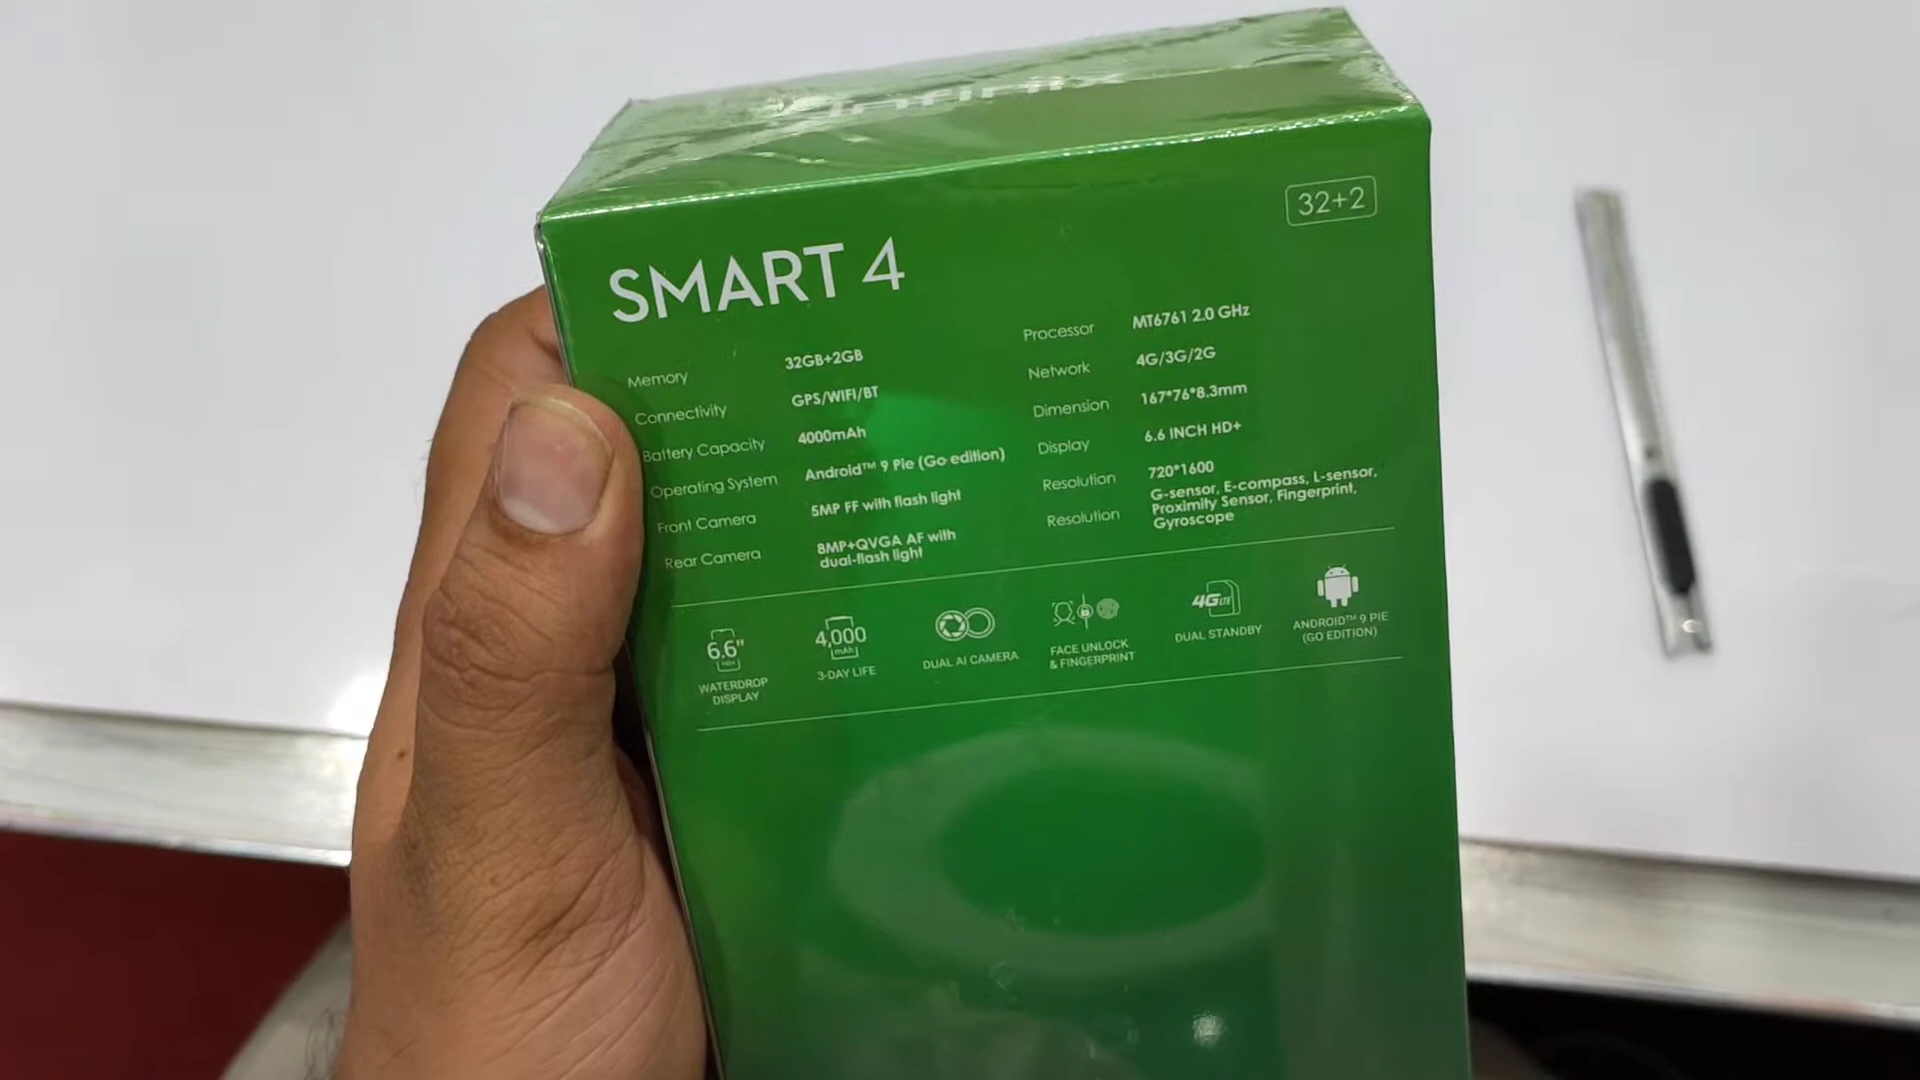 Infinix
32+2
SMART 4
Memory 32GB+2GB
Connectivity GPS/WIFI/BT
Battery Capacity 4000mAh
Operating System Android™ 9 Pie (Go edition)
Front Camera 5MP FF with flash light
Rear Camera 8MP+QVGA AF with
dual-flash light
Processor MT6761 2.0 GHz
Network 4G/3G/2G
Dimension 167*76*8.3mm
Display 6.6 INCH HD+
Resolution 720*1600
Resolution G-sensor, E-compass, L-sensor,
Proximity Sensor, Fingerprint,
Gyroscope
6.6"
HD+
WATERDROP
DISPLAY
4,000
mAh
3-DAY LIFE
DUAL AI CAMERA
FACE UNLOCK
& FINGERPRINT
4G LTE
DUAL STANDBY
ANDROID™ 9 PIE
(GO EDITION)